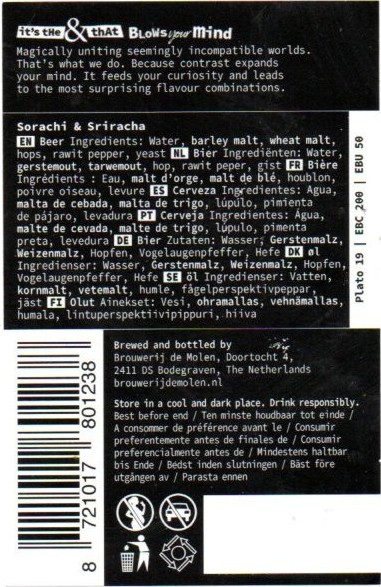 it's tHe & thAt BLoWs your Mind
Magically uniting seemingly incompatible worlds.
That's what we do. Because contrast expands
your mind. It feeds your curiosity and leads
to the most surprising flavour combinations.
Sorachi & Sriracha
EN Beer Ingredients: Water, barley malt, wheat malt,
hops, rawit pepper, yeast NL Bier Ingrediënten: Water,
gerstemout, tarwemout, hop, rawit peper, gist FR Bière
Ingrédients : Eau, malt d'orge, malt de blé, houblon,
poivre oiseau, levure ES Cerveza Ingredientes: Agua,
malta de cebada, malta de trigo, lúpulo, pimienta
de pájaro, levadura PT Cerveja Ingredientes: Água,
malte de cevada, malte de trigo, lúpulo, pimenta
preta, levedura DE Bier Zutaten: Wasser, Gerstenmalz,
Weizenmalz, Hopfen, Vogelaugenpfeffer, Hefe DK øl
Ingredienser: Wasser, Gerstenmalz, Weizenmalz, Hopfen,
Vogelaugenpfeffer, Hefe SE öl Ingredienser: Vatten,
kornmalt, vetemalt, humle, fågelperspektivpeppar,
jäst FI Olut Ainekset: Vesi, ohramallas, vehnämallas,
humala, lintuperspektiivipippuri, hiiva
Plato 19 | EBC 200 | EBU 50
Brewed and bottled by
Brouwerij de Molen, Doortocht 4,
2411 DS Bodegraven, The Netherlands
brouwerijdemolen.nl
Store in a cool and dark place. Drink responsibly.
Best before end / Ten minste houdbaar tot einde /
A consommer de préférence avant le / Consumir
preferentemente antes de finales de / Consumir
preferencialmente antes de / Mindestens haltbar
bis Ende / Bedst inden slutningen / Bäst före
utgången av / Parasta ennen
8 721017 801238